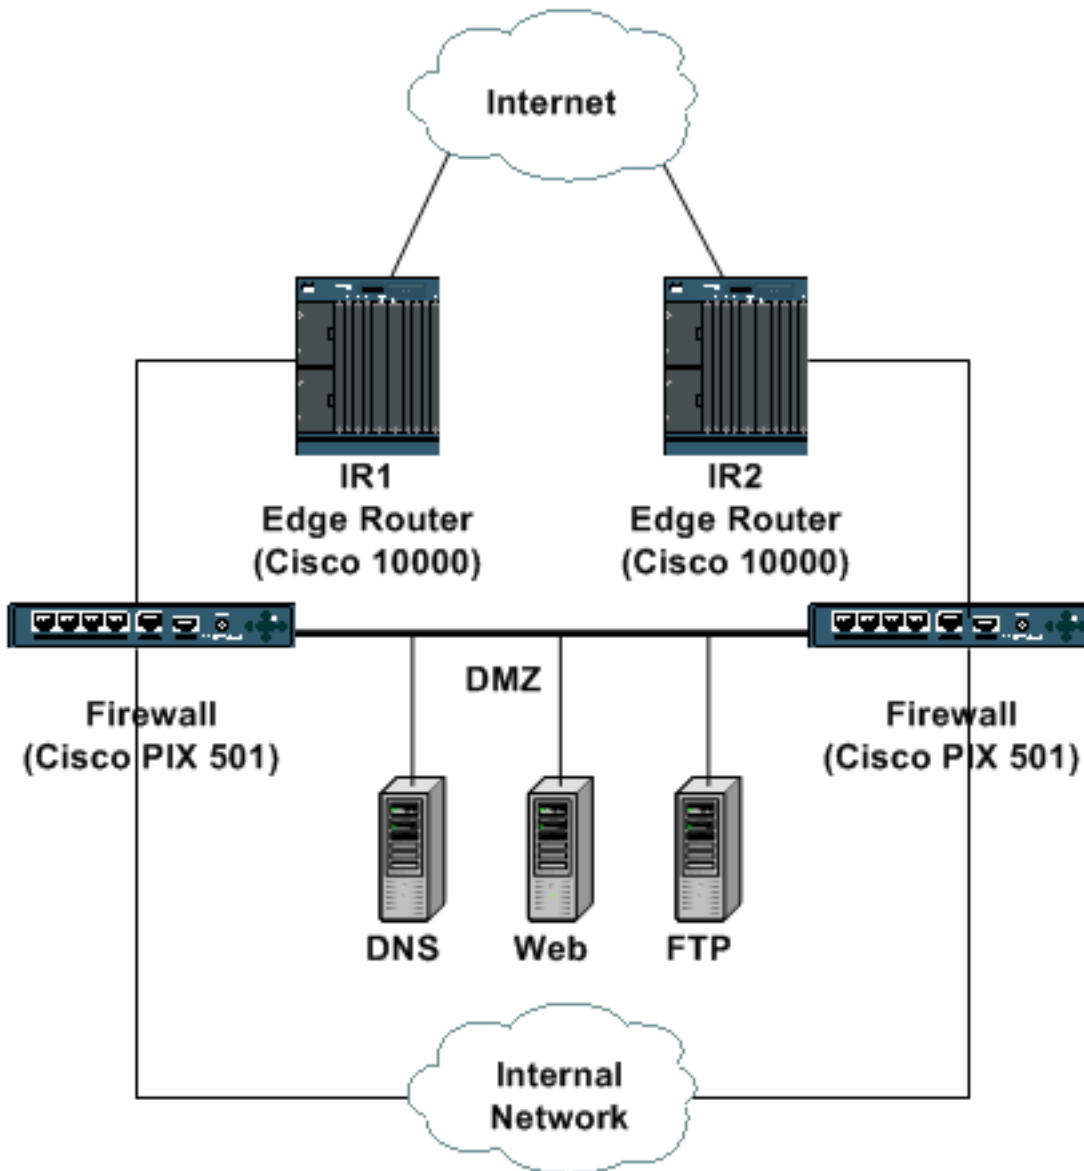 Internet
IR1
Edge Router
(Cisco 10000)
IR2
Edge Router
(Cisco 10000)
DMZ
Firewall
(Cisco PIX 501)
Firewall
(Cisco PIX 501)
DNS
Web
FTP
Internal
Network